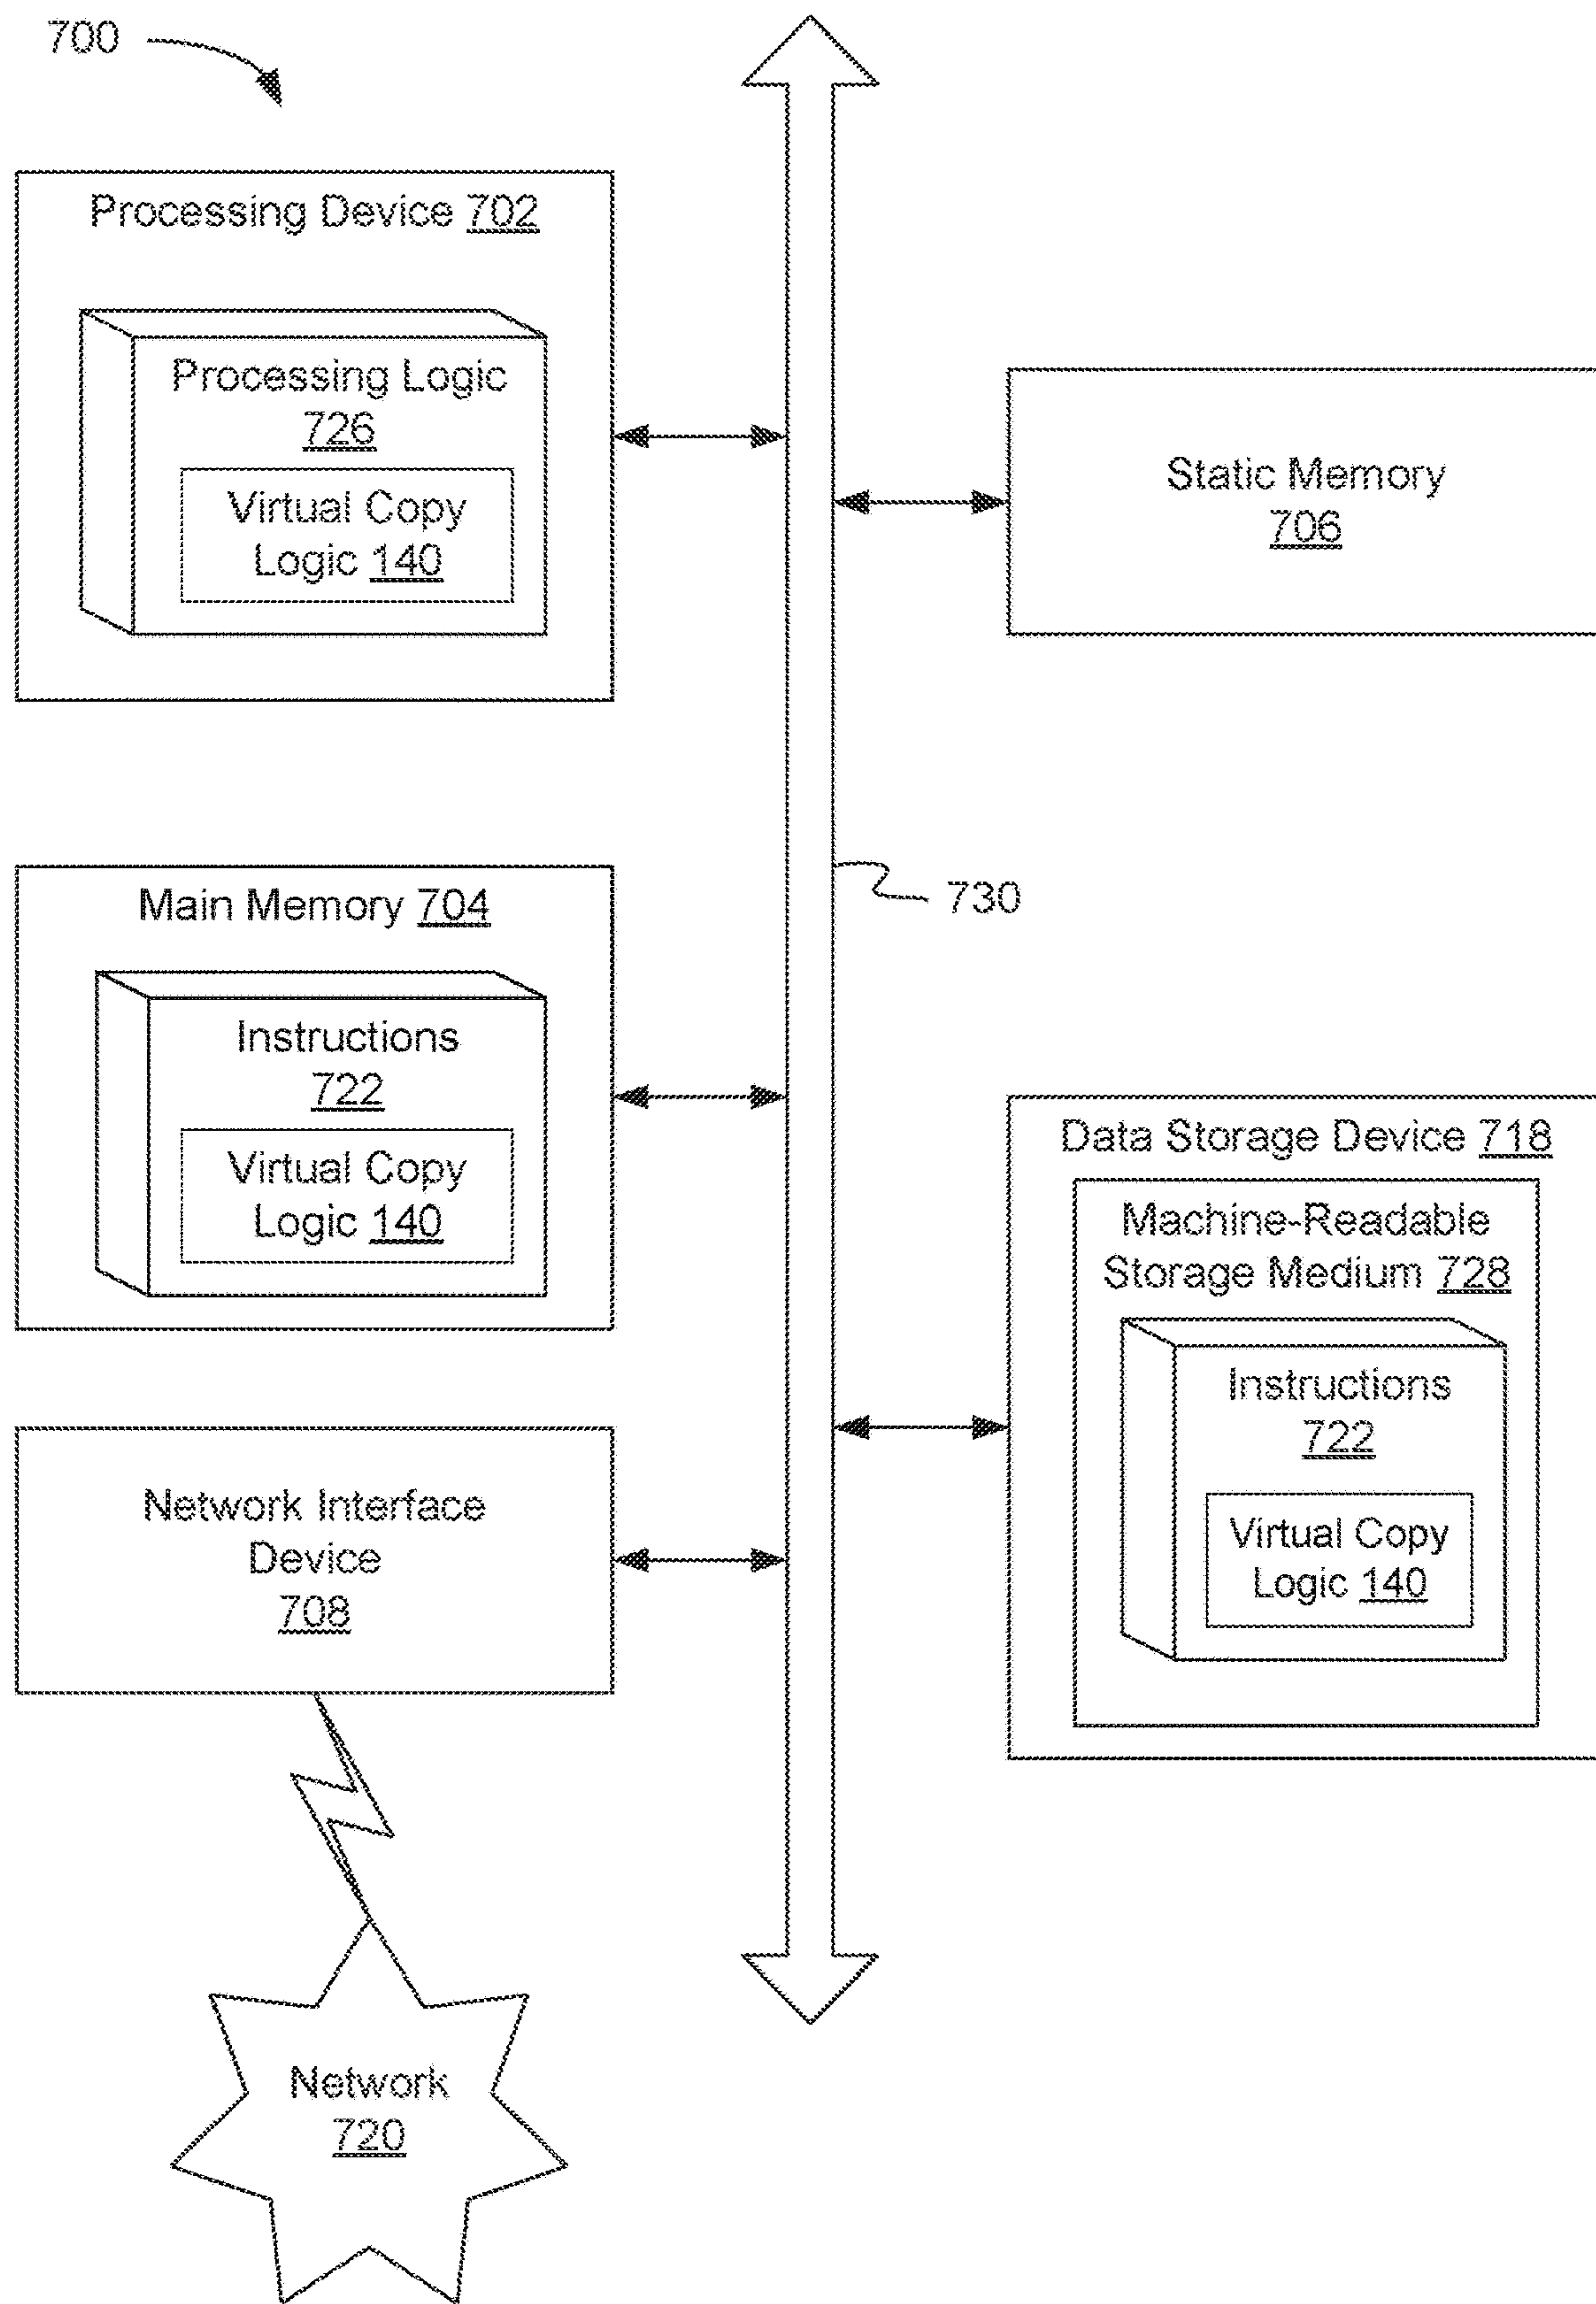 700
Processing Device 702
Processing Logic
726
Virtual Copy
Logic 140
Static Memory
706
730
Main Memory 704
Instructions
722
Virtual Copy
Logic 140
Data Storage Device 718
Machine-Readable
Storage Medium 728
Instructions
722
Virtual Copy
Logic 140
Network Interface
Device
708
Network
720